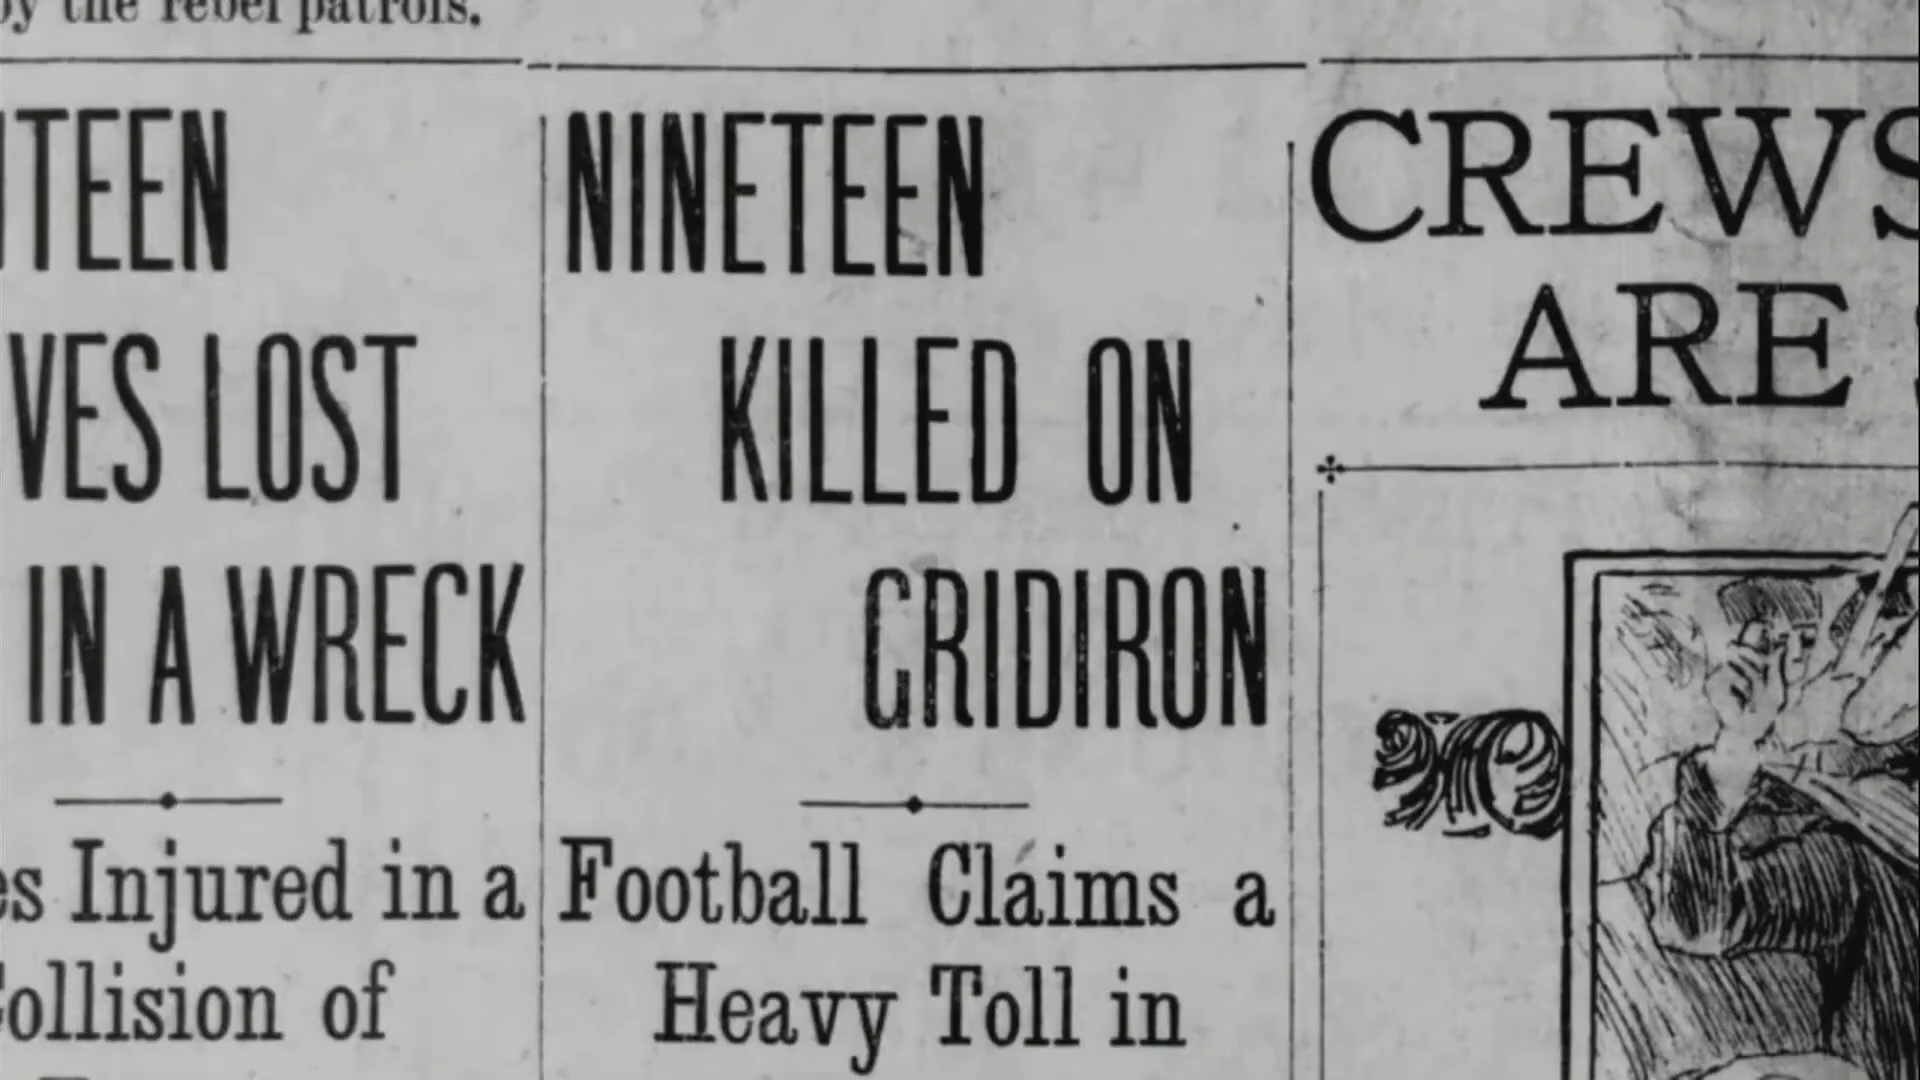 by the rebel patrols.
TEEN
VES LOST
IN A WRECK
es Injured in a
ollision of
NINETEEN
KILLED ON
GRIDIRON
Football Claims a
Heavy Toll in
CREWS
ARE